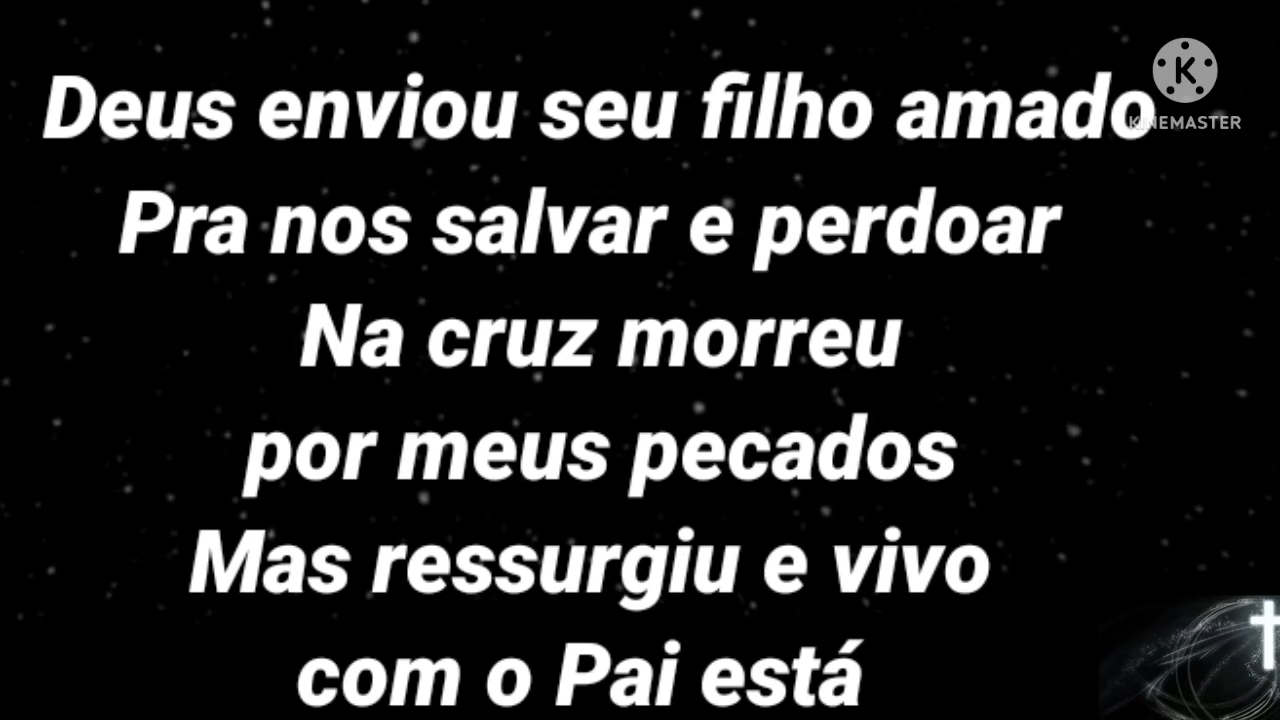 Deus enviou seu filho amado
KINEMASTER
Pra nos salvar e perdoar
Na cruz morreu
por meus pecados
Mas ressurgiu e vivo
com o Pai está